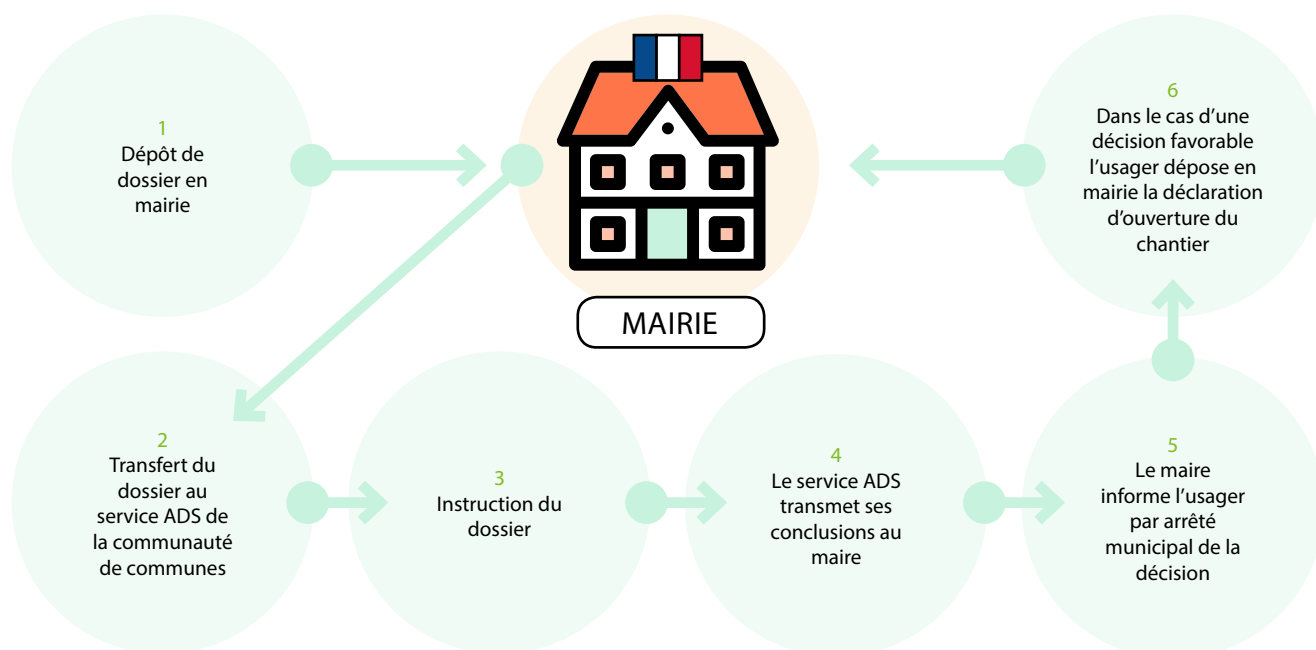 1
Dépôt de
dossier en
mairie
MAIRIE
2
Transfert du
dossier au
service ADS de
la communauté
de communes
3
Instruction du
dossier
4
Le service ADS
transmet ses
conclusions au
maire
5
Le maire
informe l’usager
par arrêté
municipal de la
décision
6
Dans le cas d’une
décision favorable
l’usager dépose en
mairie la déclaration
d’ouverture du
chantier